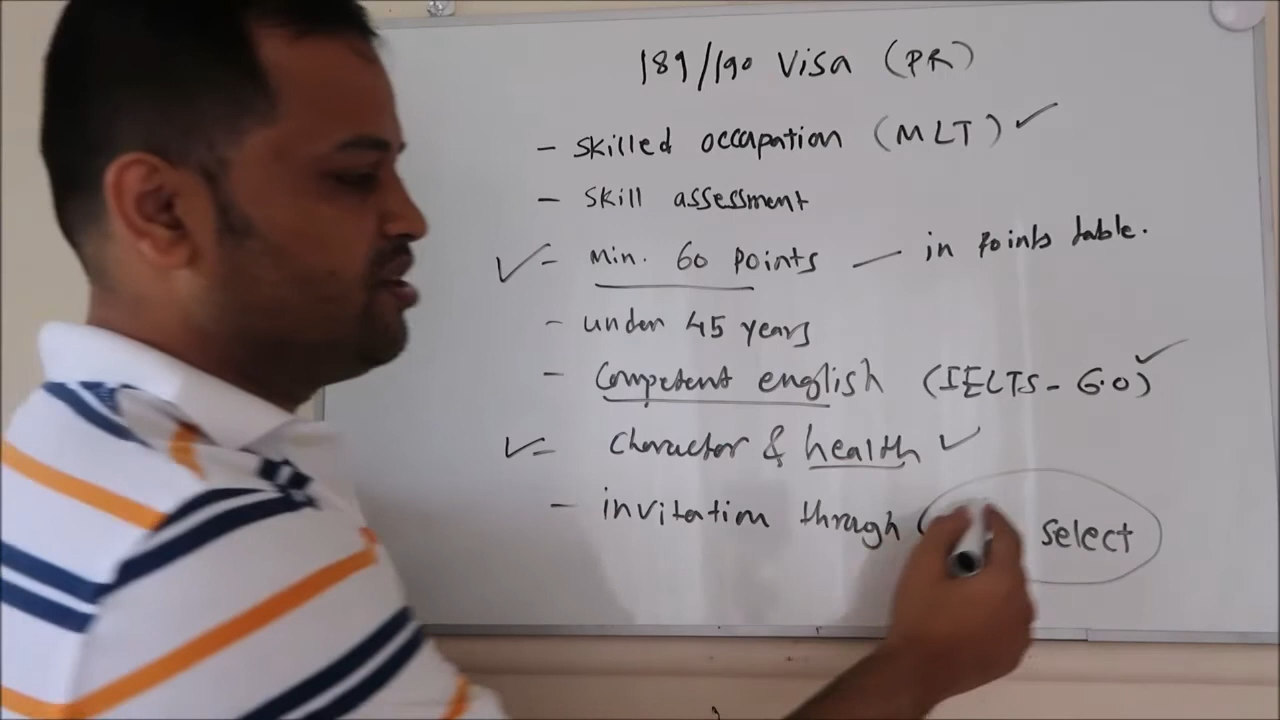 189/190 Visa (PR)
- skilled occupation (MLT) ✓
- skill assessment
✓- min. 60 points — in points table.
- under 45 years
- Competent english (IELTS - 6.0) ✓
✓- Charactor & health ✓
- invitation through select